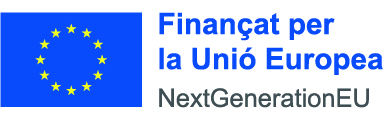 Finançat per
la Unió Europea
NextGenerationEU